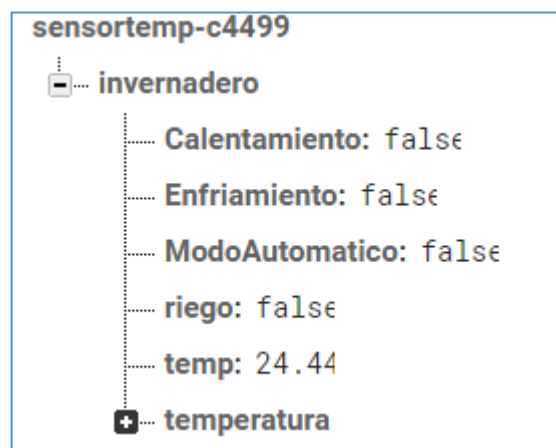 sensortemp-c4499
invernadero
Calentamiento: false
Enfriamiento: false
ModoAutomatico: false
riego: false
temp: 24.44
temperatura